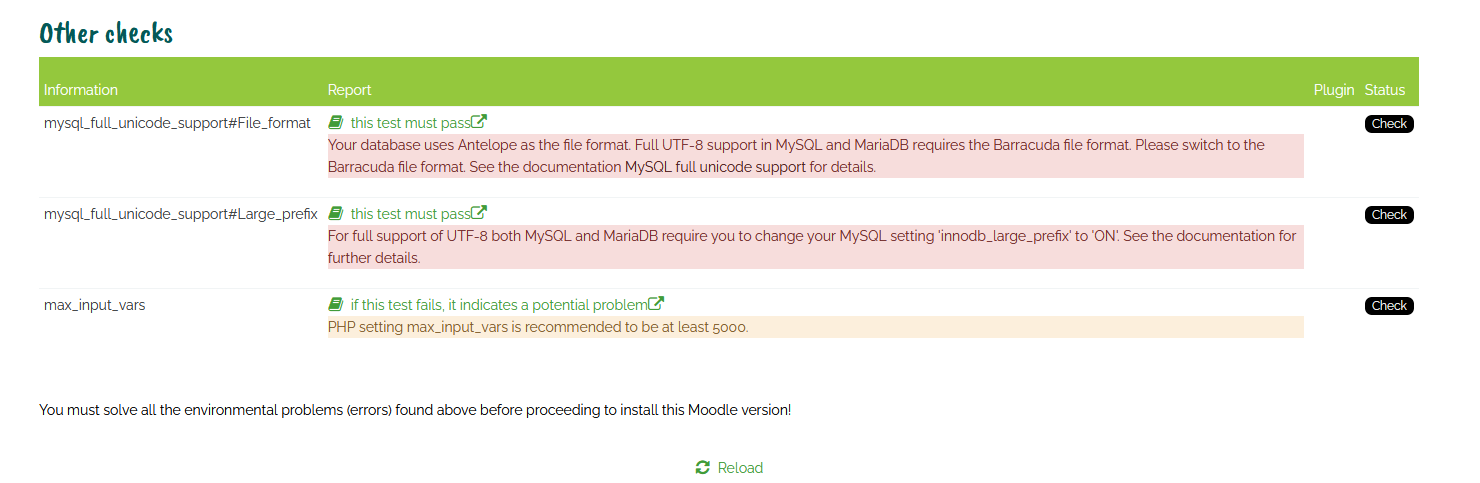 Other checks
Information Report Plugin Status
mysql_full_unicode_support#File_format this test must pass Check
Your database uses Antelope as the file format. Full UTF-8 support in MySQL and MariaDB requires the Barracuda file format. Please switch to the
Barracuda file format. See the documentation MySQL full unicode support for details.
mysql_full_unicode_support#Large_prefix this test must pass Check
For full support of UTF-8 both MySQL and MariaDB require you to change your MySQL setting 'innodb_large_prefix' to 'ON'. See the documentation for
further details.
max_input_vars if this test fails, it indicates a potential problem Check
PHP setting max_input_vars is recommended to be at least 5000.
You must solve all the environmental problems (errors) found above before proceeding to install this Moodle version!
Reload